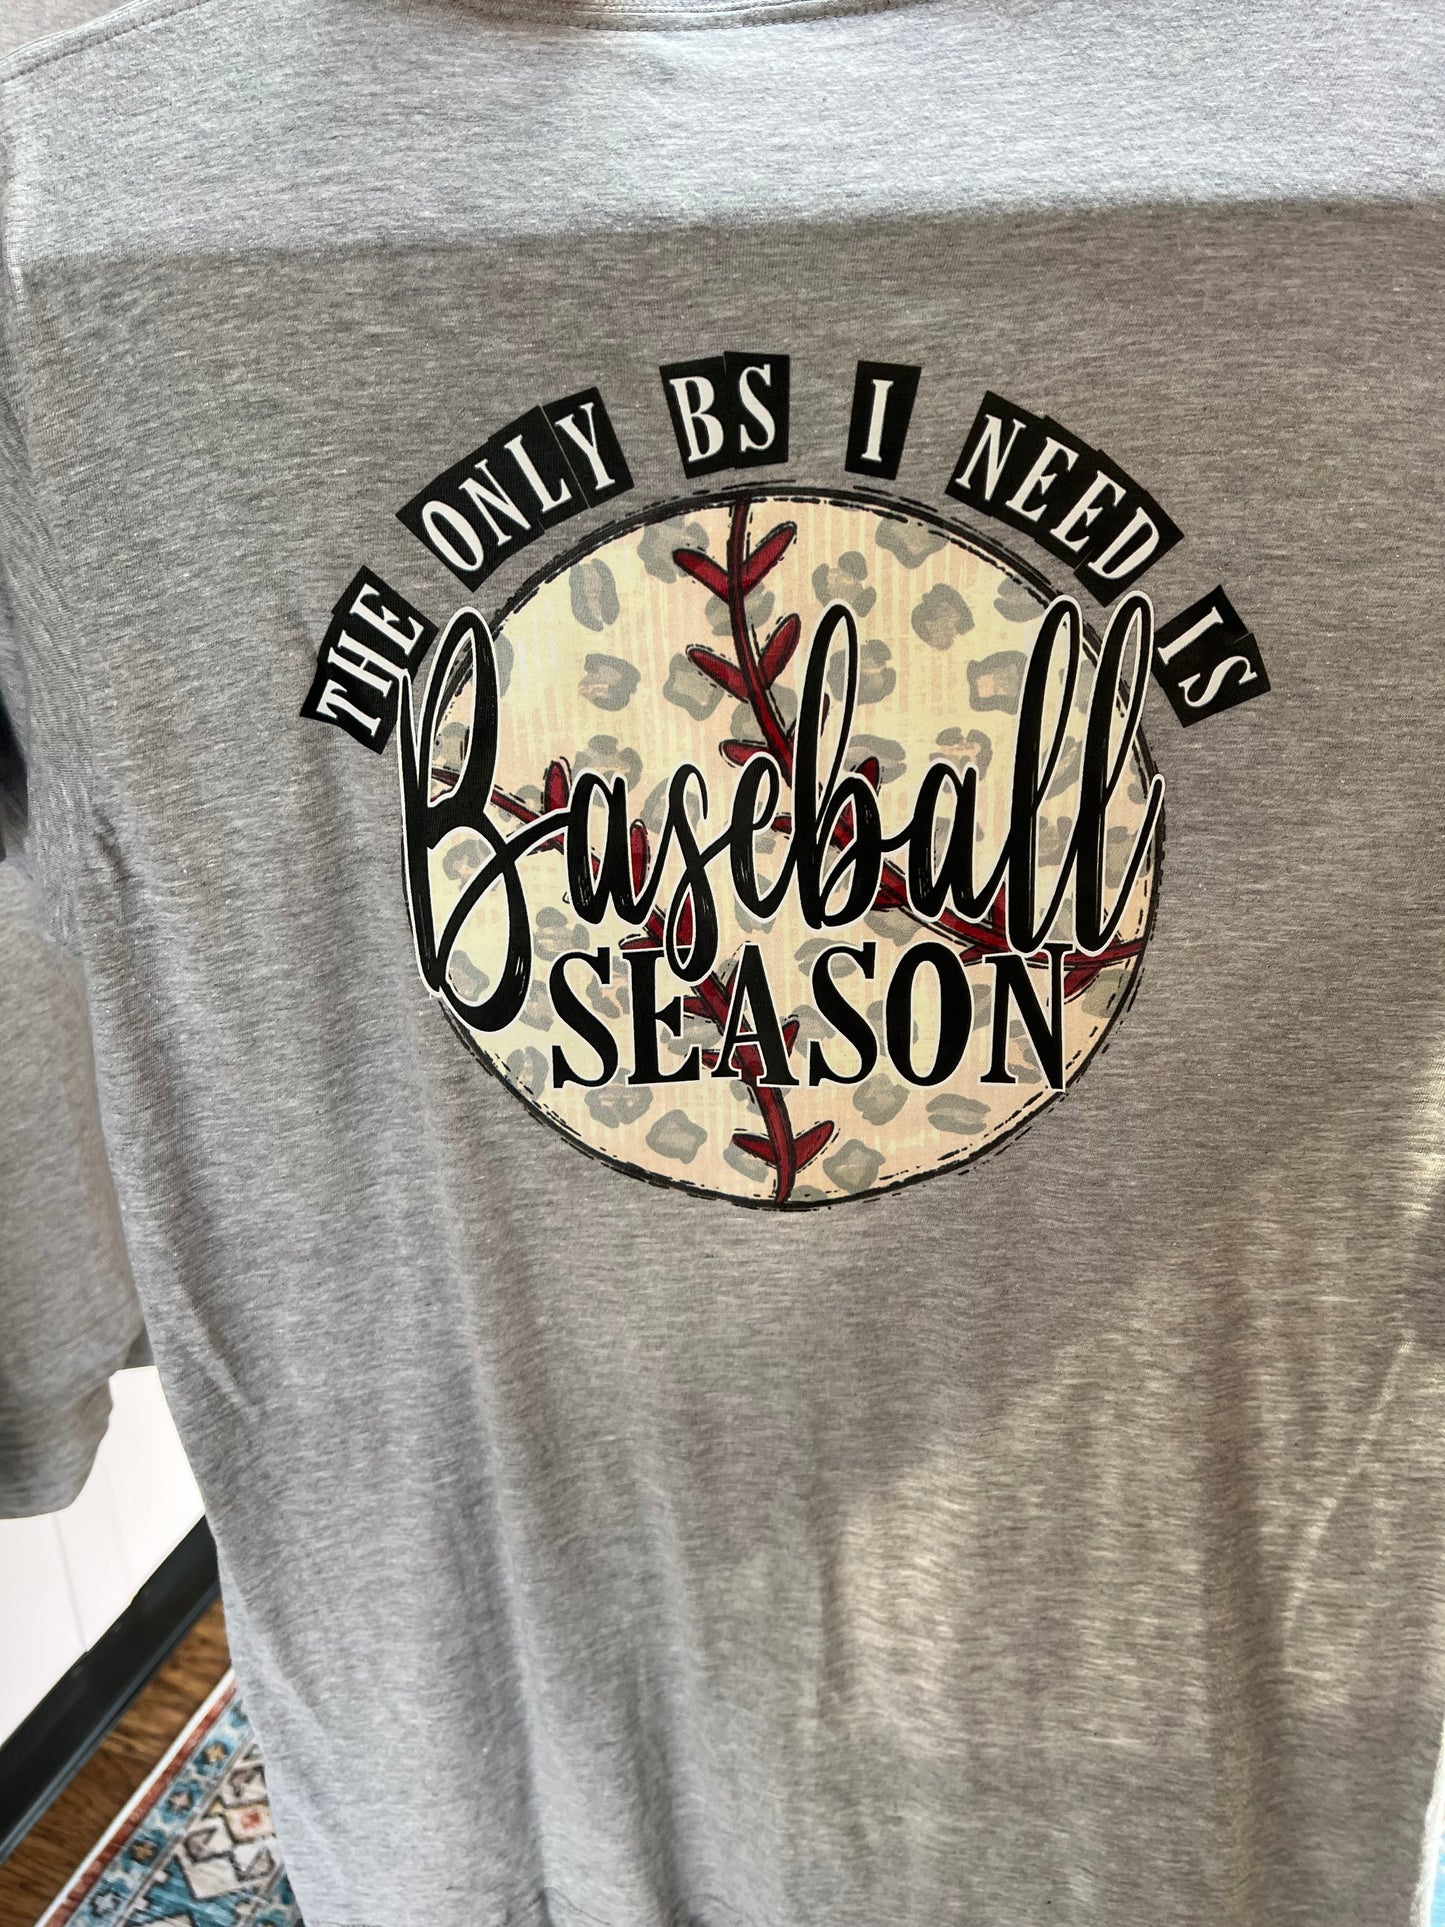 THE ONLY BS I NEED IS
Baseball
SEASON